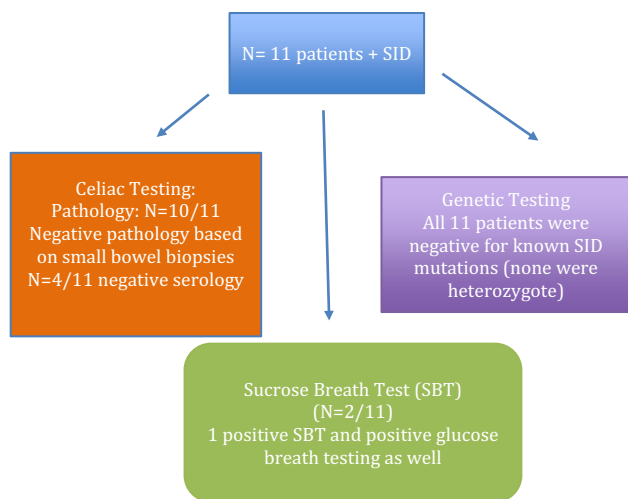 N= 11 patients + SID
Celiac Testing:
Pathology: N=10/11
Negative pathology based
on small bowel biopsies
N=4/11 negative serology
Genetic Testing
All 11 patients were
negative for known SID
mutations (none were
heterozygote)
Sucrose Breath Test (SBT)
(N=2/11)
1 positive SBT and positive glucose
breath testing as well